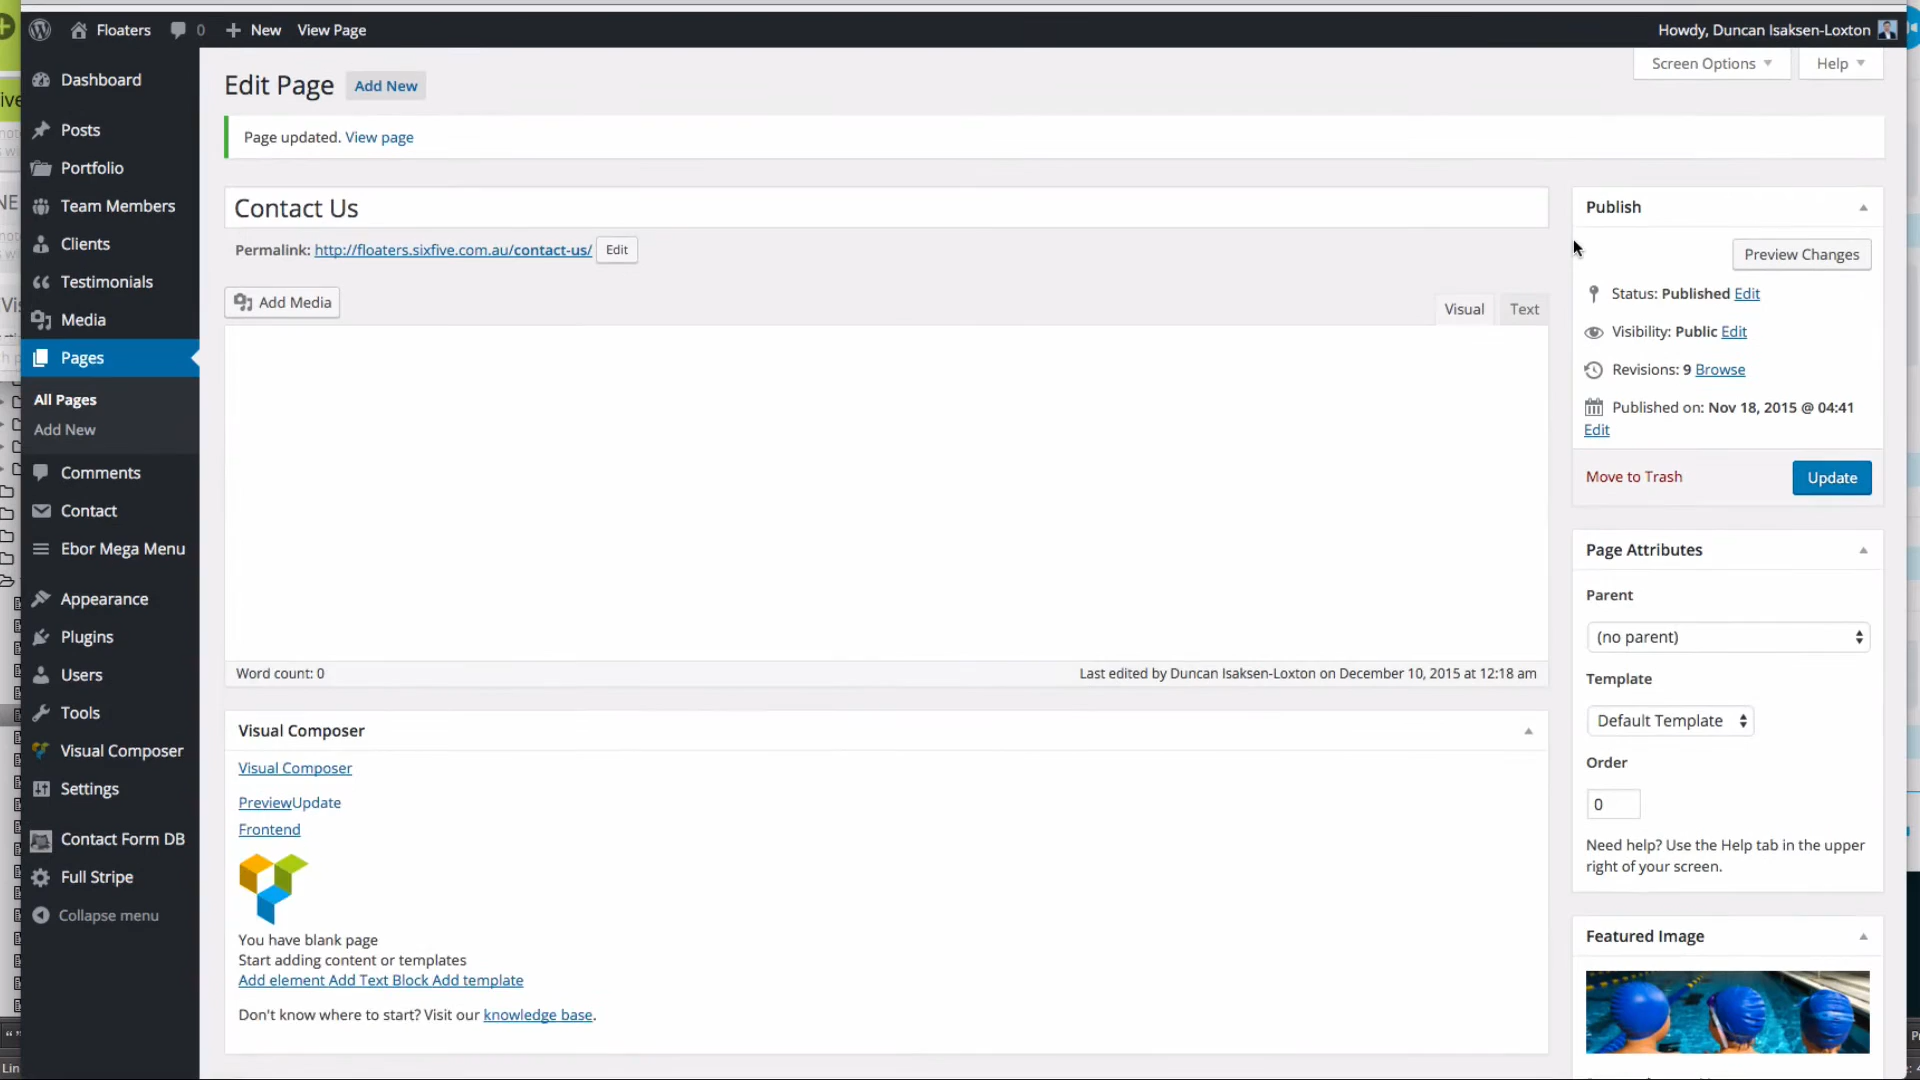 Floaters 0 New View Page Howdy, Duncan Isaksen-Loxton
Screen Options Help
Dashboard
Posts
Portfolio
Team Members
Clients
Testimonials
Media
Pages
All Pages
Add New
Comments
Contact
Ebor Mega Menu
Appearance
Plugins
Users
Tools
Visual Composer
Settings
Contact Form DB
Full Stripe
Collapse menu
Edit Page Add New
Page updated. View page
Contact Us
Permalink: http://floaters.sixfive.com.au/contact-us/ Edit
Add Media
Visual Text
Word count: 0 Last edited by Duncan Isaksen-Loxton on December 10, 2015 at 12:18 am
Visual Composer
Visual Composer
PreviewUpdate
Frontend
You have blank page
Start adding content or templates
Add element Add Text Block Add template
Don't know where to start? Visit our knowledge base.
Publish
Preview Changes
Status: Published Edit
Visibility: Public Edit
Revisions: 9 Browse
Published on: Nov 18, 2015 @ 04:41
Edit
Move to Trash Update
Page Attributes
Parent
(no parent)
Template
Default Template
Order
0
Need help? Use the Help tab in the upper
right of your screen.
Featured Image